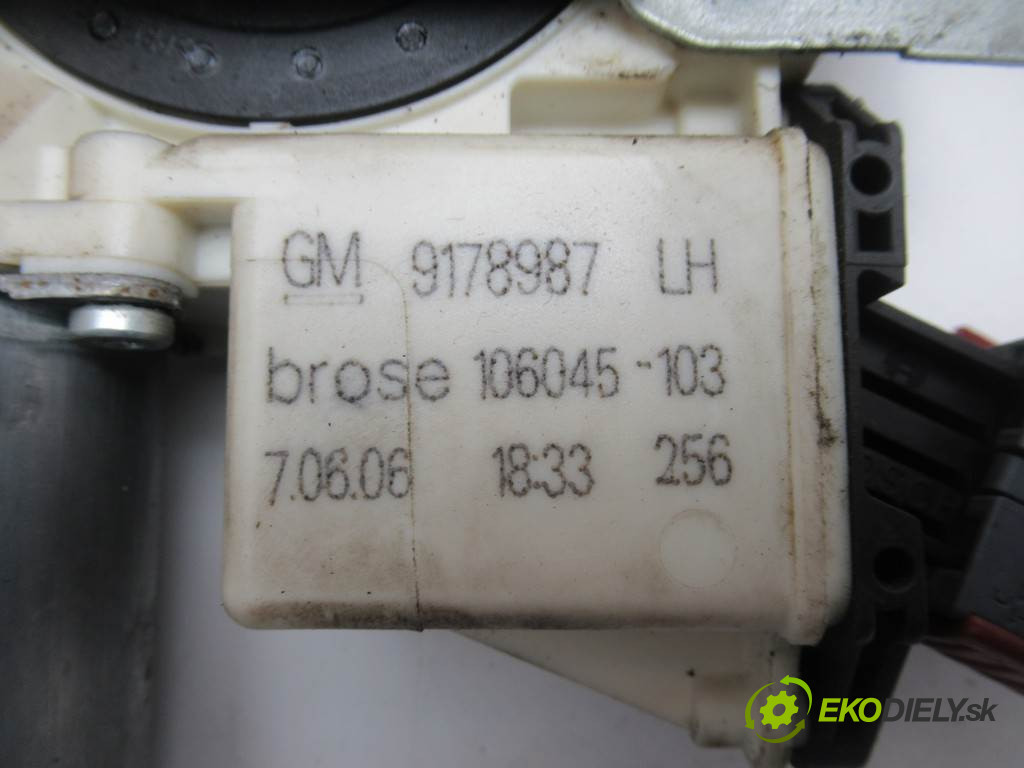 GM 9178987 LH
brose 106045-103
7.06.06 18:33 256
EKODIELY.sk